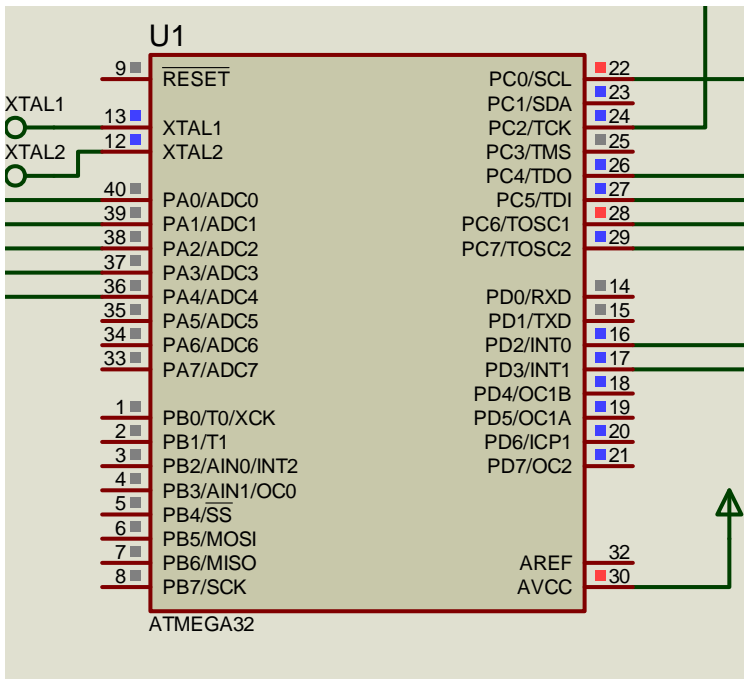 U1
9 RESET
XTAL1
13 XTAL1
XTAL2
12 XTAL2
40 PA0/ADC0
39 PA1/ADC1
38 PA2/ADC2
37 PA3/ADC3
36 PA4/ADC4
35 PA5/ADC5
34 PA6/ADC6
33 PA7/ADC7
1 PB0/T0/XCK
2 PB1/T1
3 PB2/AIN0/INT2
4 PB3/AIN1/OC0
5 PB4/SS
6 PB5/MOSI
7 PB6/MISO
8 PB7/SCK
PC0/SCL 22
PC1/SDA 23
PC2/TCK 24
PC3/TMS 25
PC4/TDO 26
PC5/TDI 27
PC6/TOSC1 28
PC7/TOSC2 29
PD0/RXD 14
PD1/TXD 15
PD2/INT0 16
PD3/INT1 17
PD4/OC1B 18
PD5/OC1A 19
PD6/ICP1 20
PD7/OC2 21
AREF 32
AVCC 30
ATMEGA32